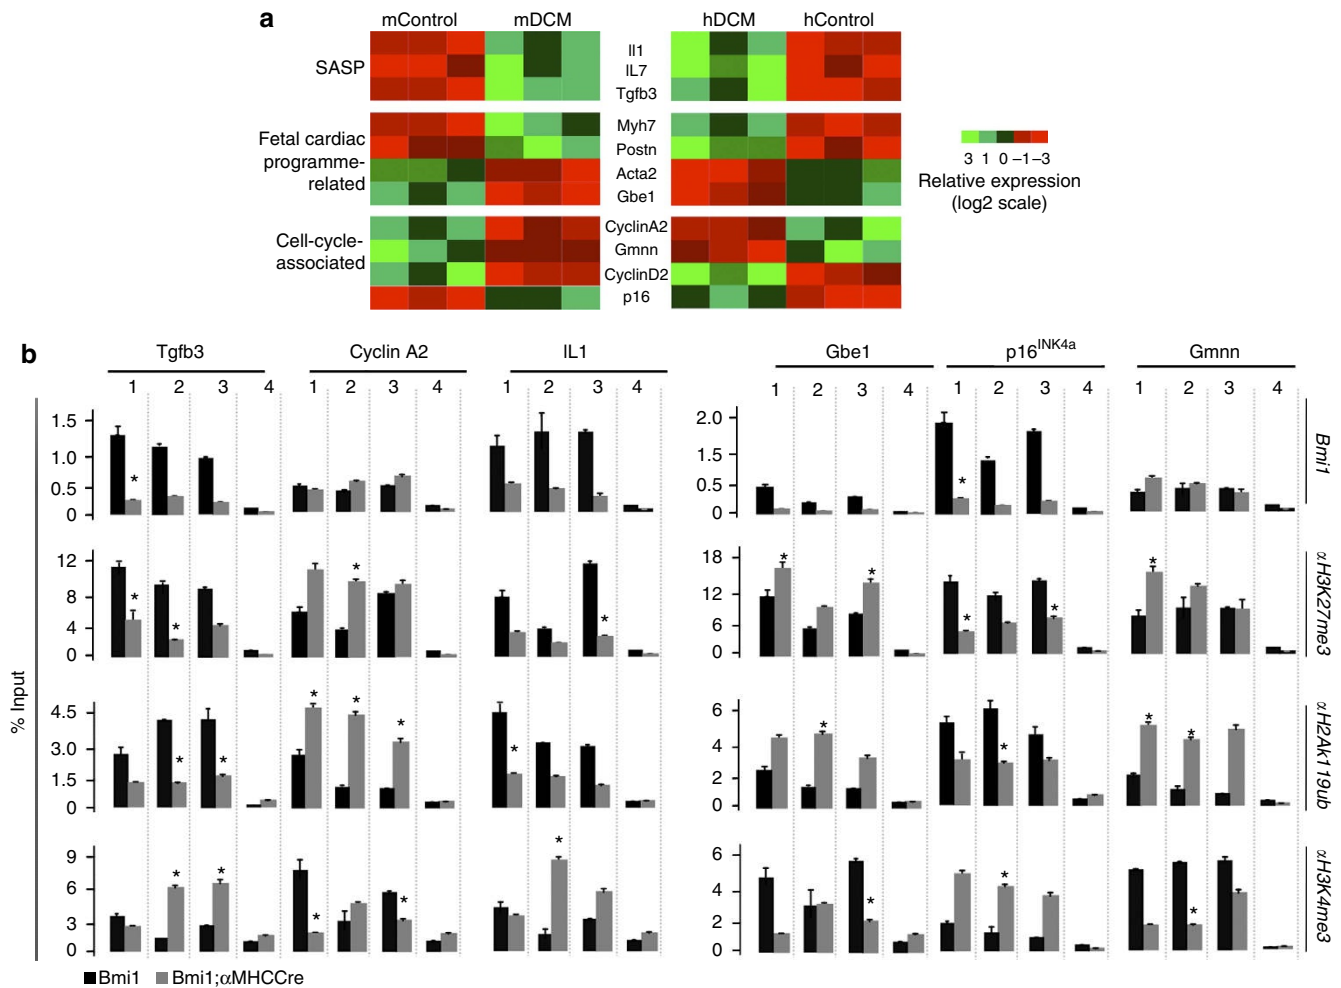 a
mControl mDCM hDCM hControl
SASP
Il1
IL7
Tgfb3
Fetal cardiac
programme-
related
Myh7
Postn
Acta2
Gbe1
Cell-cycle-
associated
CyclinA2
Gmnn
CyclinD2
p16
3 1 0 –1 –3
Relative expression
(log2 scale)
b
Tgfb3 Cyclin A2 IL1 Gbe1 p16INK4a Gmnn
1 2 3 4 1 2 3 4 1 2 3 4 1 2 3 4 1 2 3 4 1 2 3 4
% Input
1.5
1.0
0.5
0
* 
2.0
1.5
0.5
0
*
Bmi1
12
8
4
0
* * * *
18
12
6
0
* * * * *
αH3K27me3
4.5
3.0
1.5
0
* * * * * *
6
4
2
0
* * * *
αH2Ak119ub
9
6
3
0
* * * * *
6
4
2
0
* * *
αH3K4me3
Bmi1 Bmi1;αMHCCre